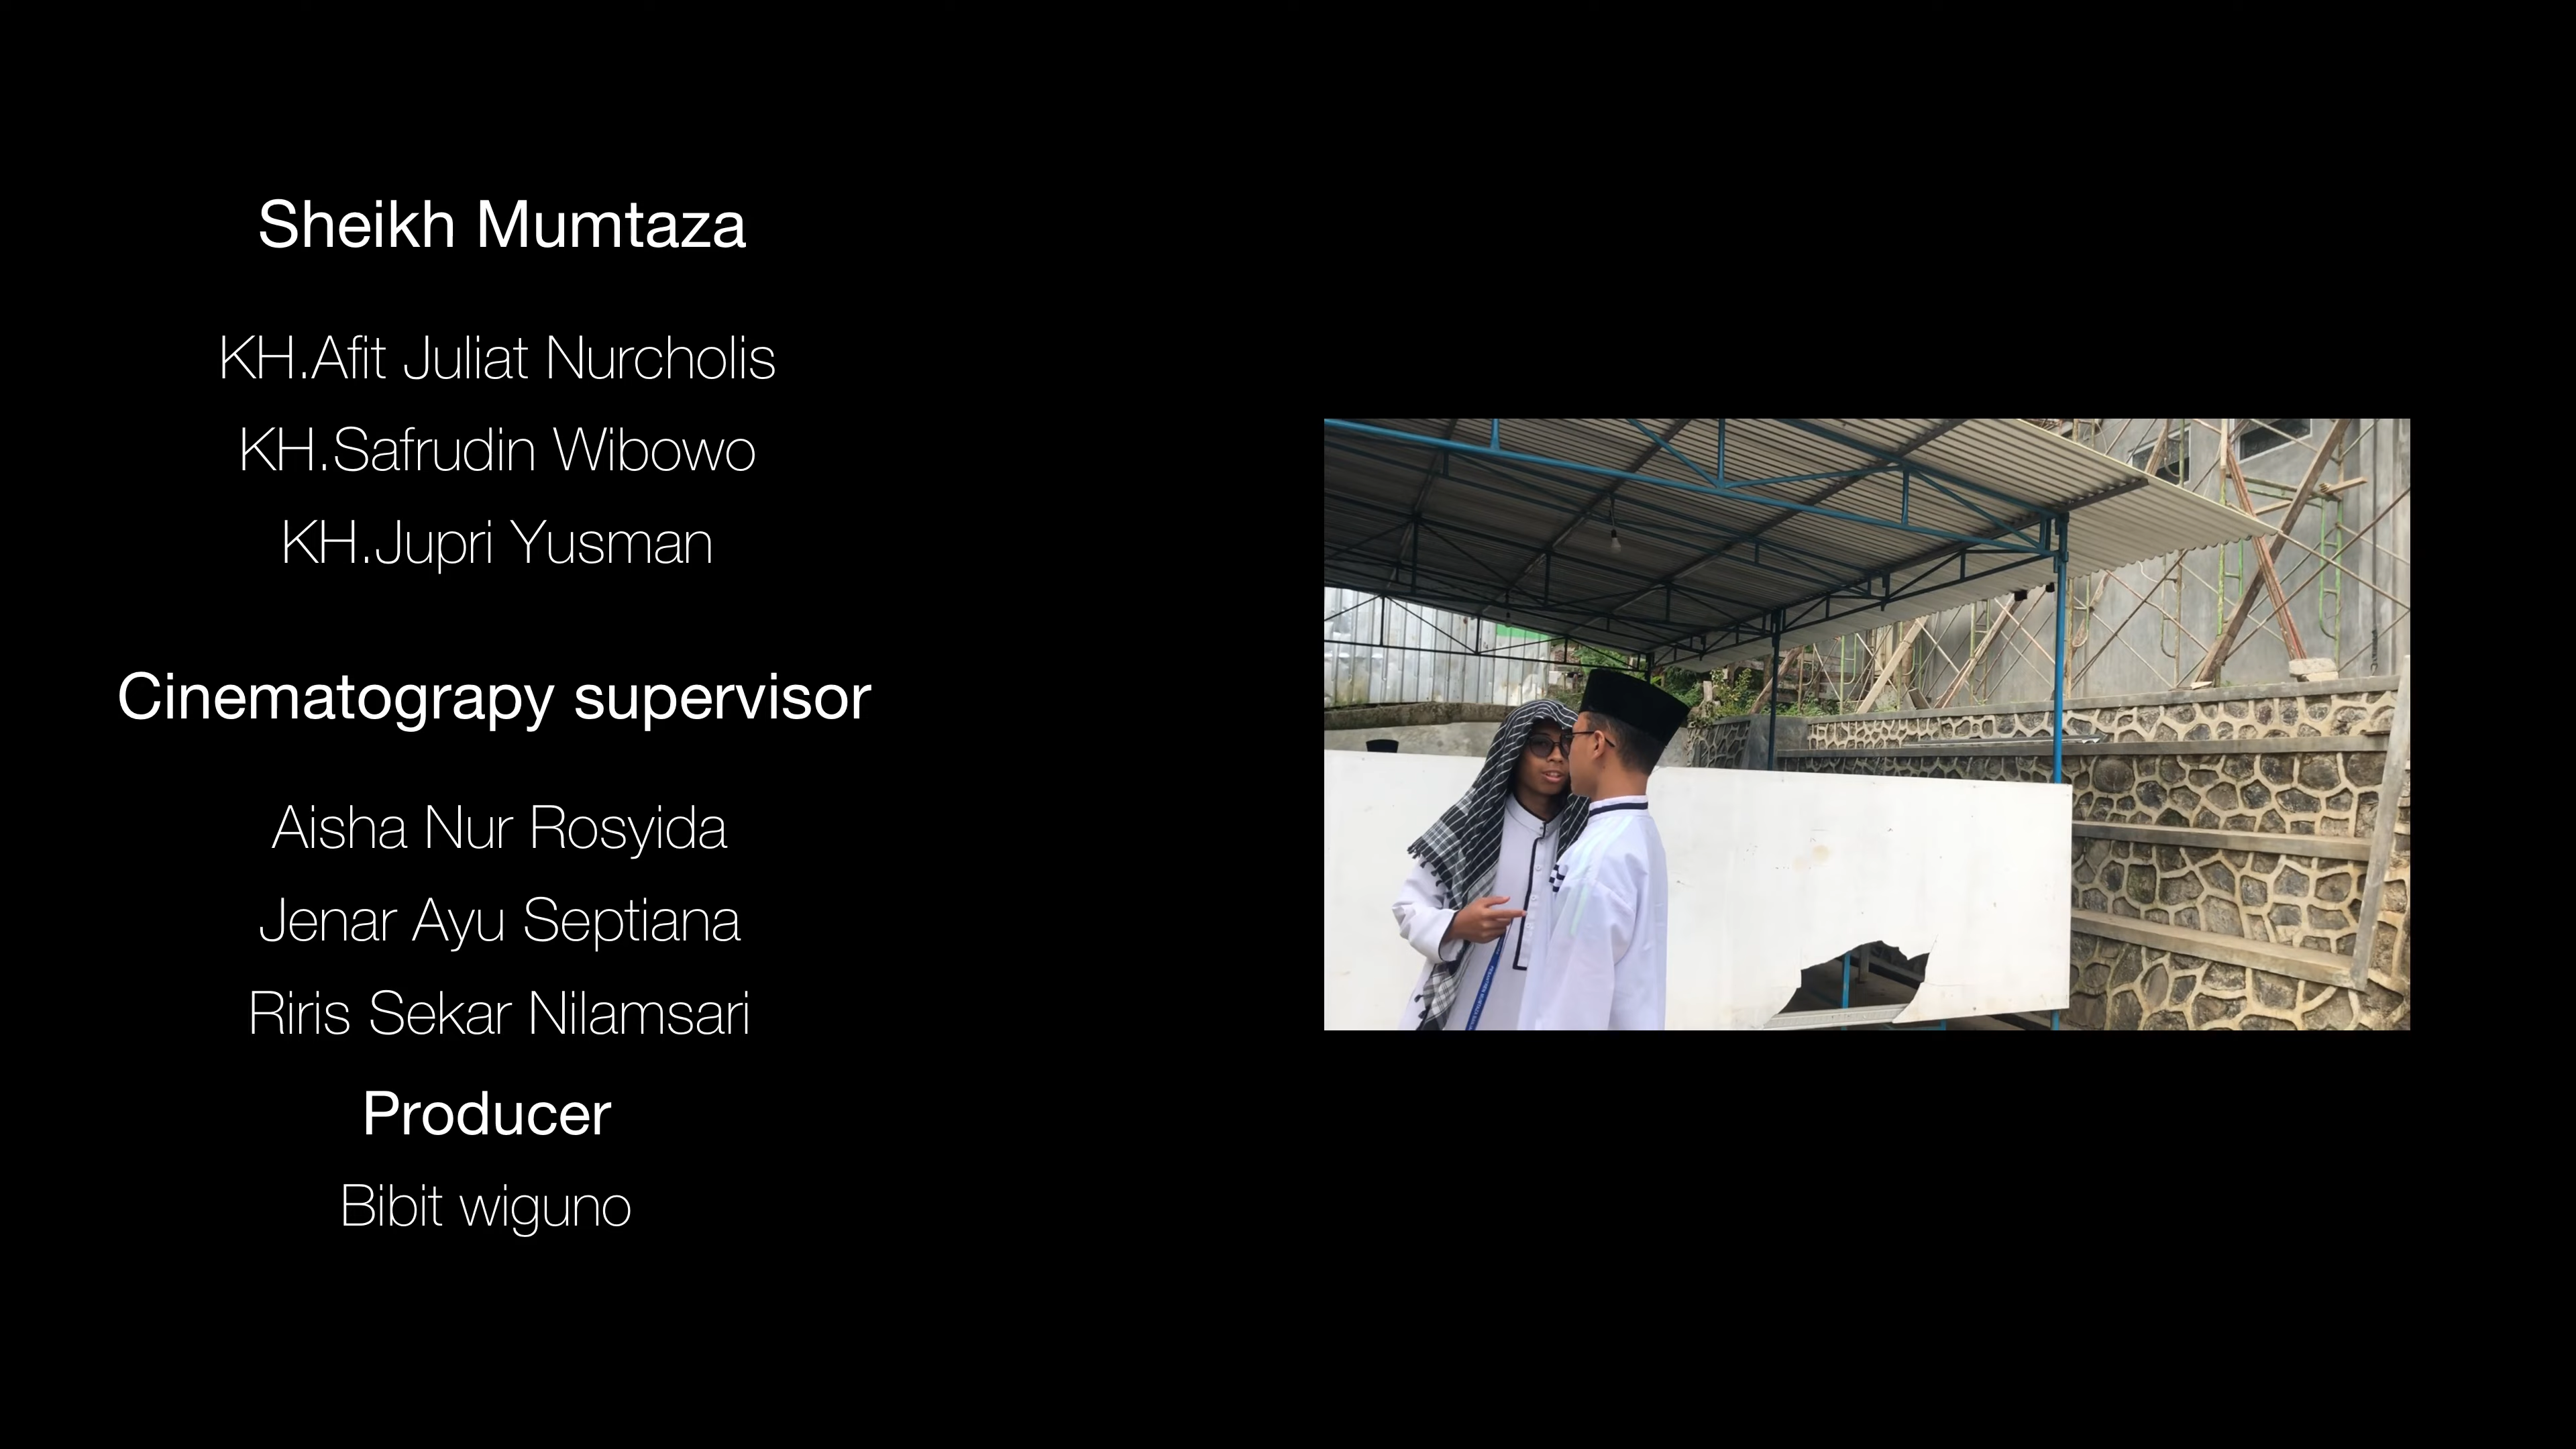 Sheikh Mumtaza
KH.Afit Juliat Nurcholis
KH.Safrudin Wibowo
KH.Jupri Yusman
Cinematograpy supervisor
Aisha Nur Rosyida
Jenar Ayu Septiana
Riris Sekar Nilamsari
Producer
Bibit wiguno